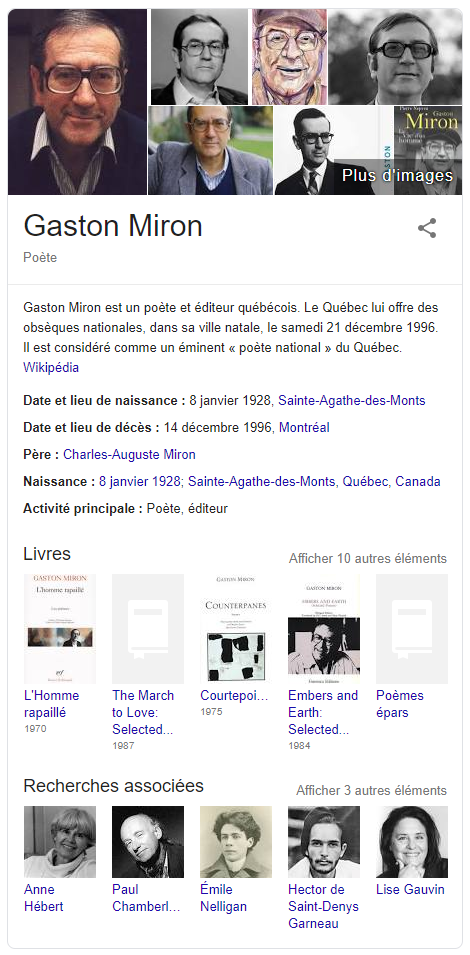 Pierre Nepveu
Gaston
Miron
La vie d'un
homme
GASTON
Plus d'images
Gaston Miron
Poète
Gaston Miron est un poète et éditeur québécois. Le Québec lui offre des
obsèques nationales, dans sa ville natale, le samedi 21 décembre 1996.
Il est considéré comme un éminent « poète national » du Québec.
Wikipédia
Date et lieu de naissance : 8 janvier 1928, Sainte-Agathe-des-Monts
Date et lieu de décès : 14 décembre 1996, Montréal
Père : Charles-Auguste Miron
Naissance : 8 janvier 1928; Sainte-Agathe-des-Monts, Québec, Canada
Activité principale : Poète, éditeur
Livres
Afficher 10 autres éléments
GASTON MIRON
L'homme rapaillé
nrf
GASTON MIRON
COUNTERPANES
GASTON MIRON
EMBERS AND EARTH
L'Homme
rapaillé
1970
The March
to Love:
Selected...
1987
Courtepoi...
1975
Embers and
Earth:
Selected...
1984
Poèmes
épars
Recherches associées
Afficher 3 autres éléments
Anne
Hébert
Paul
Chamberl...
Émile
Nelligan
Hector de
Saint-Denys
Garneau
Lise Gauvin